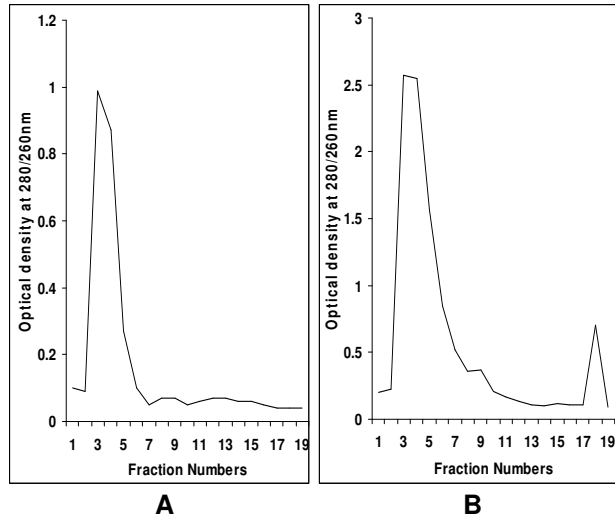 Optical density at 280/260nm
1.2
1
0.8
0.6
0.4
0.2
0
1 3 5 7 9 11 13 15 17 19
Fraction Numbers
A
Optical density at 280/260nm
3
2.5
2
1.5
1
0.5
0
1 3 5 7 9 11 13 15 17 19
Fraction Numbers
B